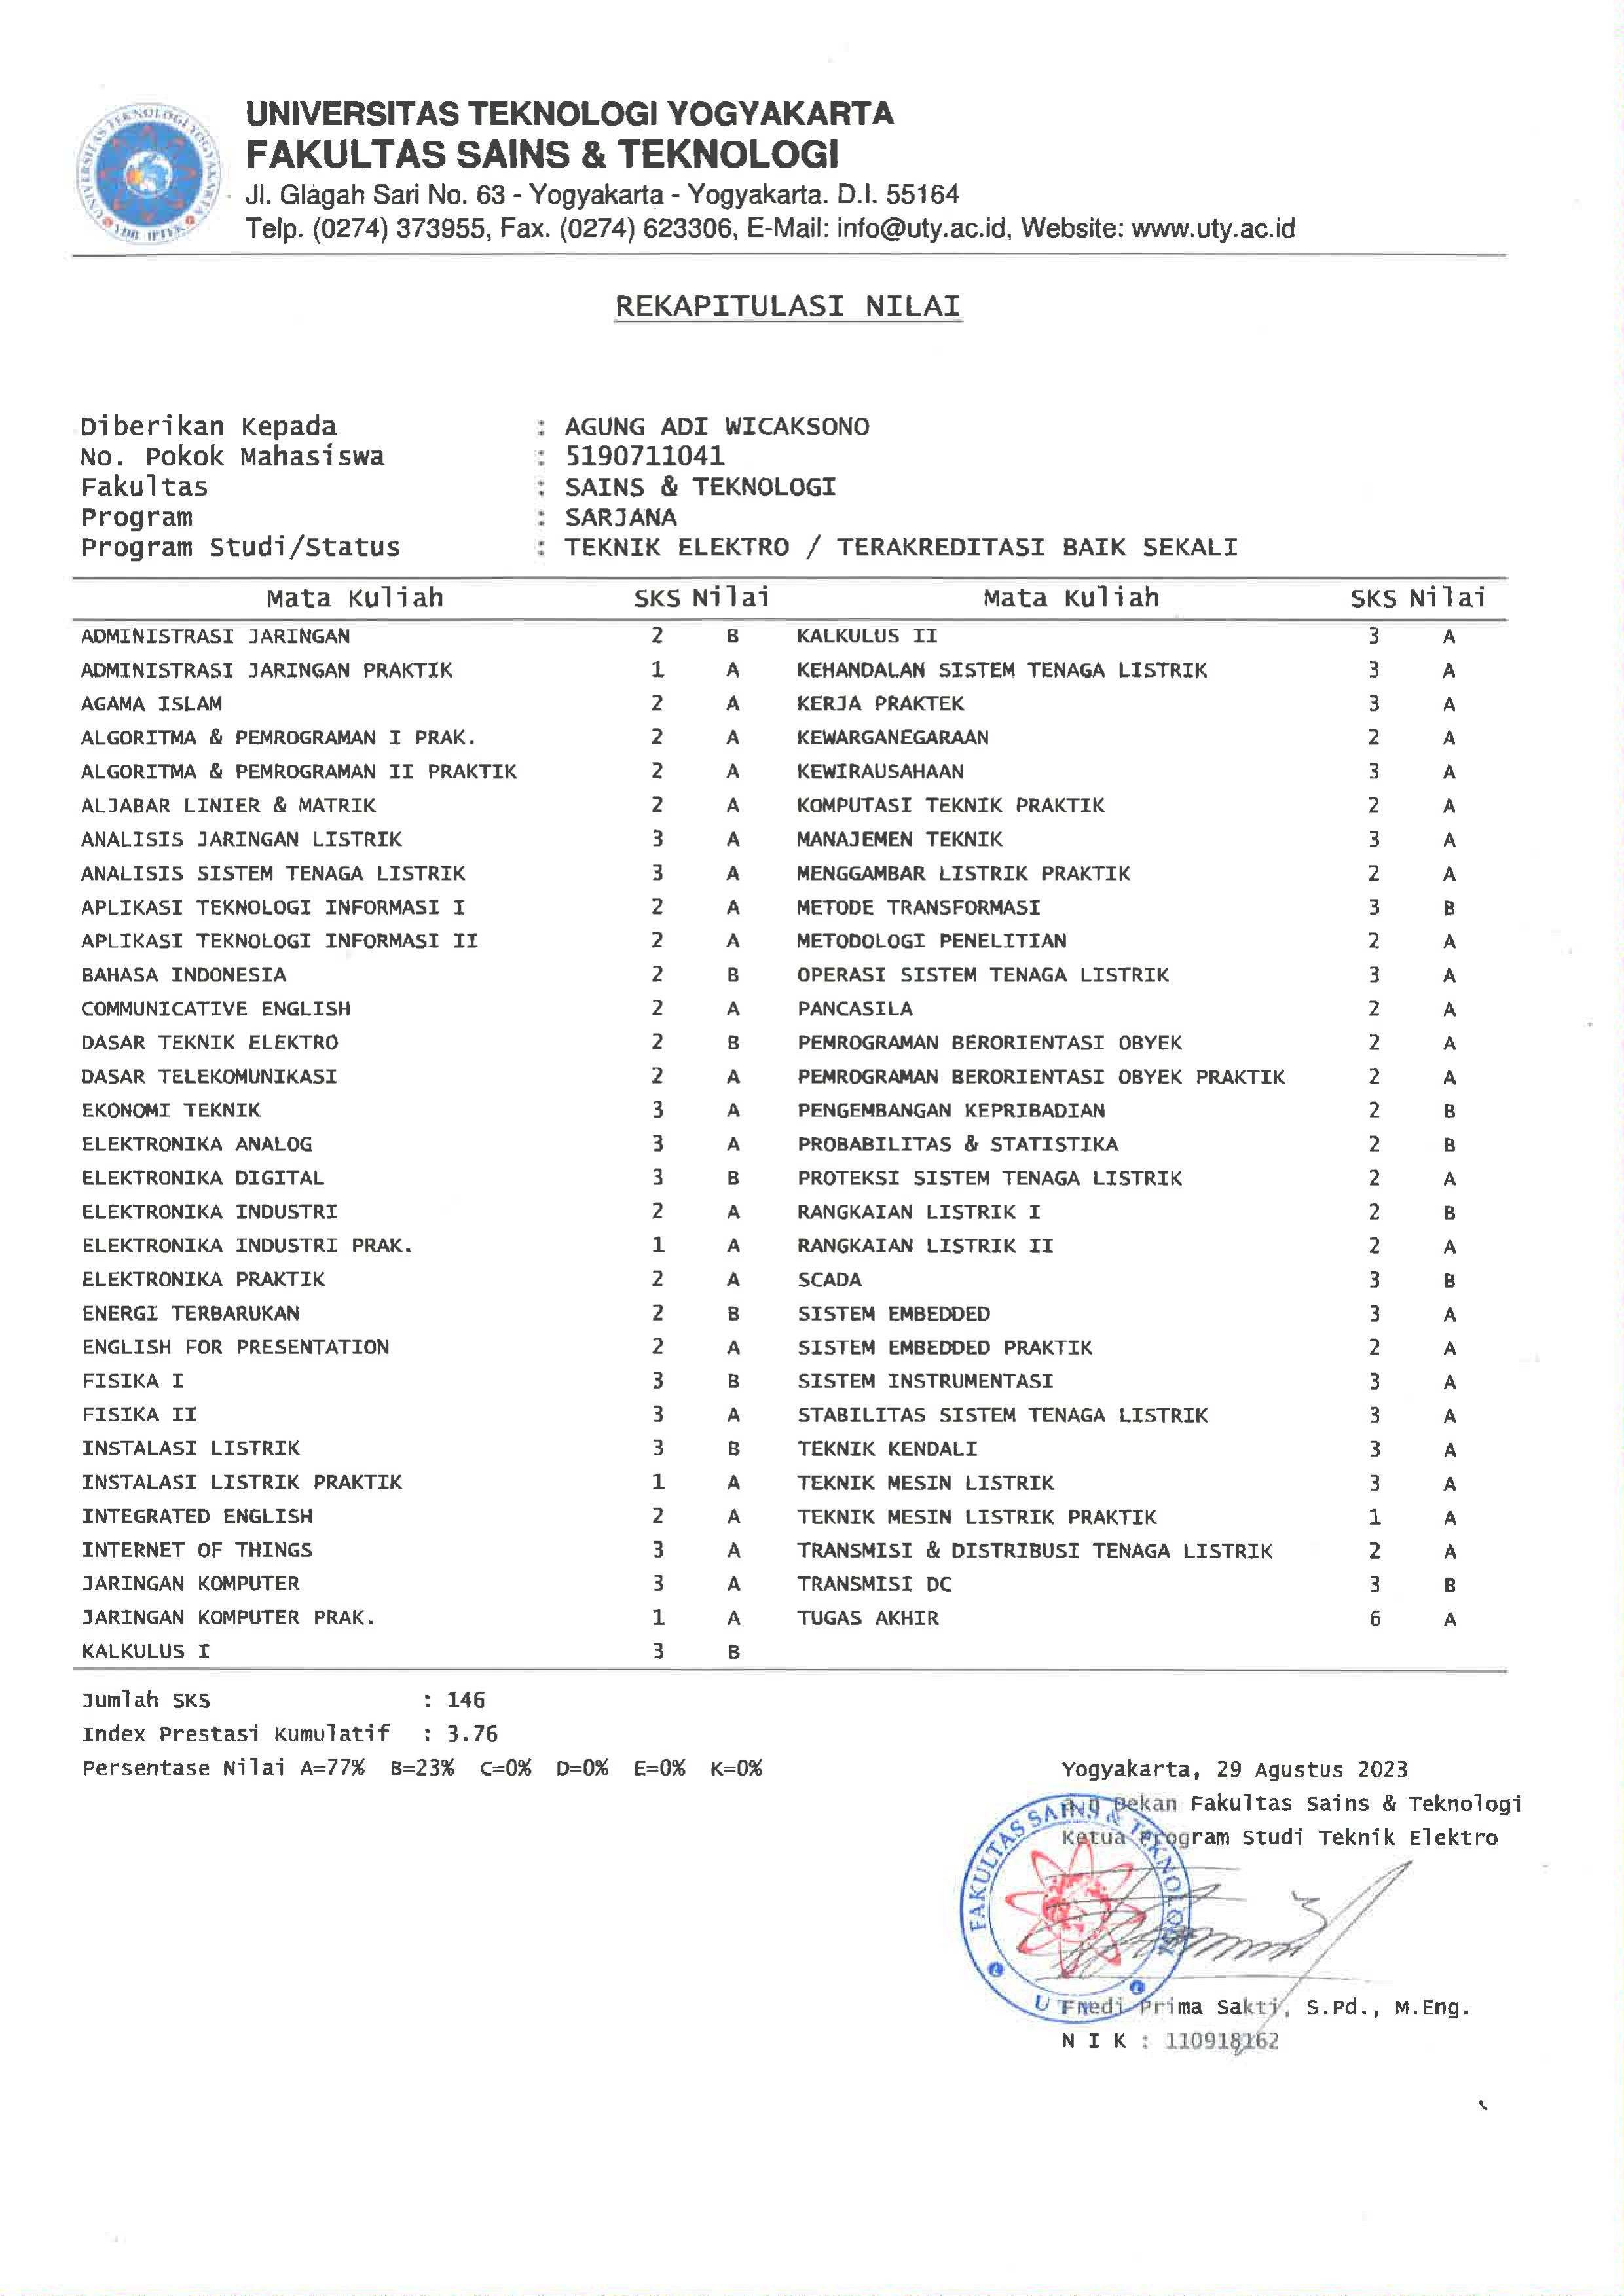 UNIVERSITAS TEKNOLOGI YOGYAKARTA
FAKULTAS SAINS & TEKNOLOGI
Jl. Glagah Sari No. 63 - Yogyakarta - Yogyakarta. D.I. 55164
Telp. (0274) 373955, Fax. (0274) 623306, E-Mail: info@uty.ac.id, Website: www.uty.ac.id
UNIVERSITAS TEKNOLOGI YOGYAKARTA
YDR IPTEK
REKAPITULASI NILAI
Diberikan Kepada : AGUNG ADI WICAKSONO
No. Pokok Mahasiswa : 5190711041
Fakultas : SAINS & TEKNOLOGI
Program : SARJANA
Program Studi/Status : TEKNIK ELEKTRO / TERAKREDITASI BAIK SEKALI
Mata Kuliah SKS Nilai Mata Kuliah SKS Nilai
ADMINISTRASI JARINGAN 2 B KALKULUS II 3 A
ADMINISTRASI JARINGAN PRAKTIK 1 A KEHANDALAN SISTEM TENAGA LISTRIK 3 A
AGAMA ISLAM 2 A KERJA PRAKTEK 3 A
ALGORITMA & PEMROGRAMAN I PRAK. 2 A KEWARGANEGARAAN 2 A
ALGORITMA & PEMROGRAMAN II PRAKTIK 2 A KEWIRAUSAHAAN 3 A
ALJABAR LINIER & MATRIK 2 A KOMPUTASI TEKNIK PRAKTIK 2 A
ANALISIS JARINGAN LISTRIK 3 A MANAJEMEN TEKNIK 3 A
ANALISIS SISTEM TENAGA LISTRIK 3 A MENGGAMBAR LISTRIK PRAKTIK 2 A
APLIKASI TEKNOLOGI INFORMASI I 2 A METODE TRANSFORMASI 3 B
APLIKASI TEKNOLOGI INFORMASI II 2 A METODOLOGI PENELITIAN 2 A
BAHASA INDONESIA 2 B OPERASI SISTEM TENAGA LISTRIK 3 A
COMMUNICATIVE ENGLISH 2 A PANCASILA 2 A
DASAR TEKNIK ELEKTRO 2 B PEMROGRAMAN BERORIENTASI OBYEK 2 A
DASAR TELEKOMUNIKASI 2 A PEMROGRAMAN BERORIENTASI OBYEK PRAKTIK 2 A
EKONOMI TEKNIK 3 A PENGEMBANGAN KEPRIBADIAN 2 B
ELEKTRONIKA ANALOG 3 A PROBABILITAS & STATISTIKA 2 B
ELEKTRONIKA DIGITAL 3 B PROTEKSI SISTEM TENAGA LISTRIK 2 A
ELEKTRONIKA INDUSTRI 2 A RANGKAIAN LISTRIK I 2 B
ELEKTRONIKA INDUSTRI PRAK. 1 A RANGKAIAN LISTRIK II 2 A
ELEKTRONIKA PRAKTIK 2 A SCADA 3 B
ENERGI TERBARUKAN 2 B SISTEM EMBEDDED 3 A
ENGLISH FOR PRESENTATION 2 A SISTEM EMBEDDED PRAKTIK 2 A
FISIKA I 3 B SISTEM INSTRUMENTASI 3 A
FISIKA II 3 A STABILITAS SISTEM TENAGA LISTRIK 3 A
INSTALASI LISTRIK 3 B TEKNIK KENDALI 3 A
INSTALASI LISTRIK PRAKTIK 1 A TEKNIK MESIN LISTRIK 3 A
INTEGRATED ENGLISH 2 A TEKNIK MESIN LISTRIK PRAKTIK 1 A
INTERNET OF THINGS 3 A TRANSMISI & DISTRIBUSI TENAGA LISTRIK 2 A
JARINGAN KOMPUTER 3 A TRANSMISI DC 3 B
JARINGAN KOMPUTER PRAK. 1 A TUGAS AKHIR 6 A
KALKULUS I 3 B
Jumlah SKS : 146
Index Prestasi Kumulatif : 3.76
Persentase Nilai A=77% B=23% C=0% D=0% E=0% K=0%
Yogyakarta, 29 Agustus 2023
a.n Dekan Fakultas Sains & Teknologi
Ketua Program Studi Teknik Elektro
FAKULTAS SAINS & TEKNOLOGI
UTY
Fredi Prima Sakti, S.Pd., M.Eng.
N I K : 110918162